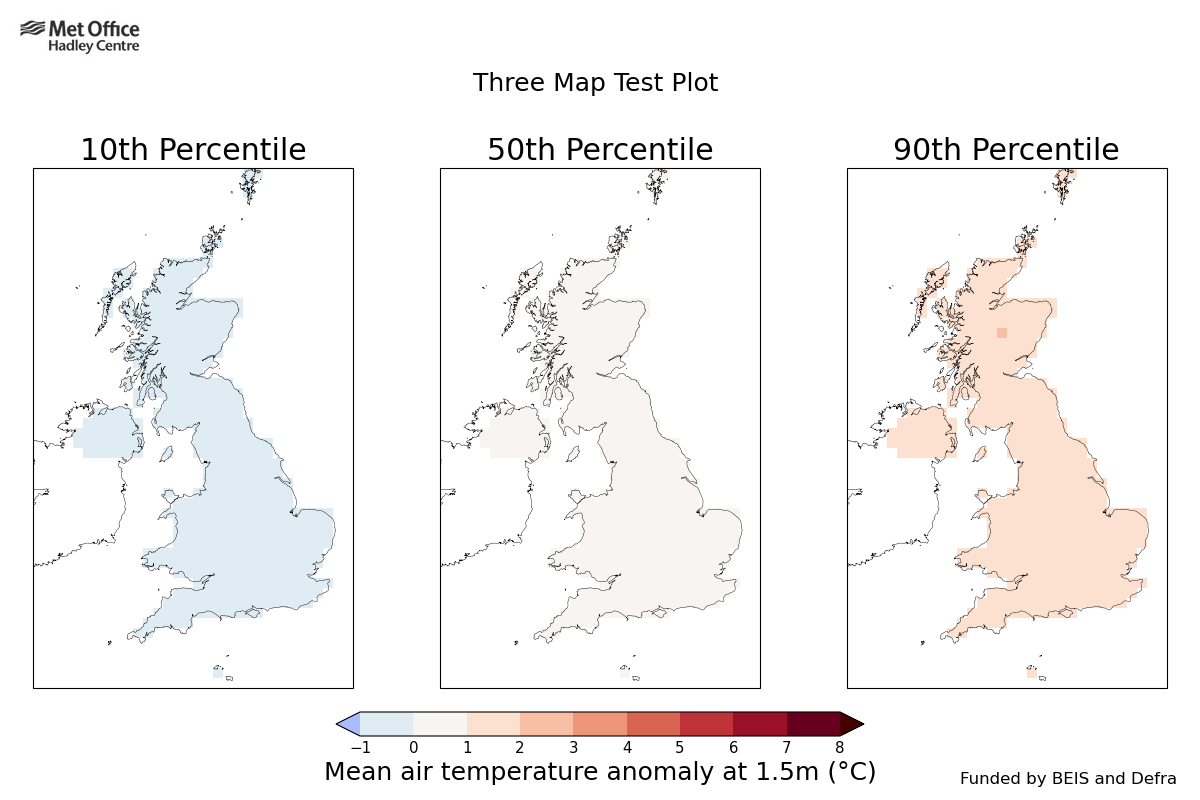 Met Office
Hadley Centre
Three Map Test Plot
10th Percentile 50th Percentile 90th Percentile
−1 0 1 2 3 4 5 6 7 8
Mean air temperature anomaly at 1.5m (°C)
Funded by BEIS and Defra